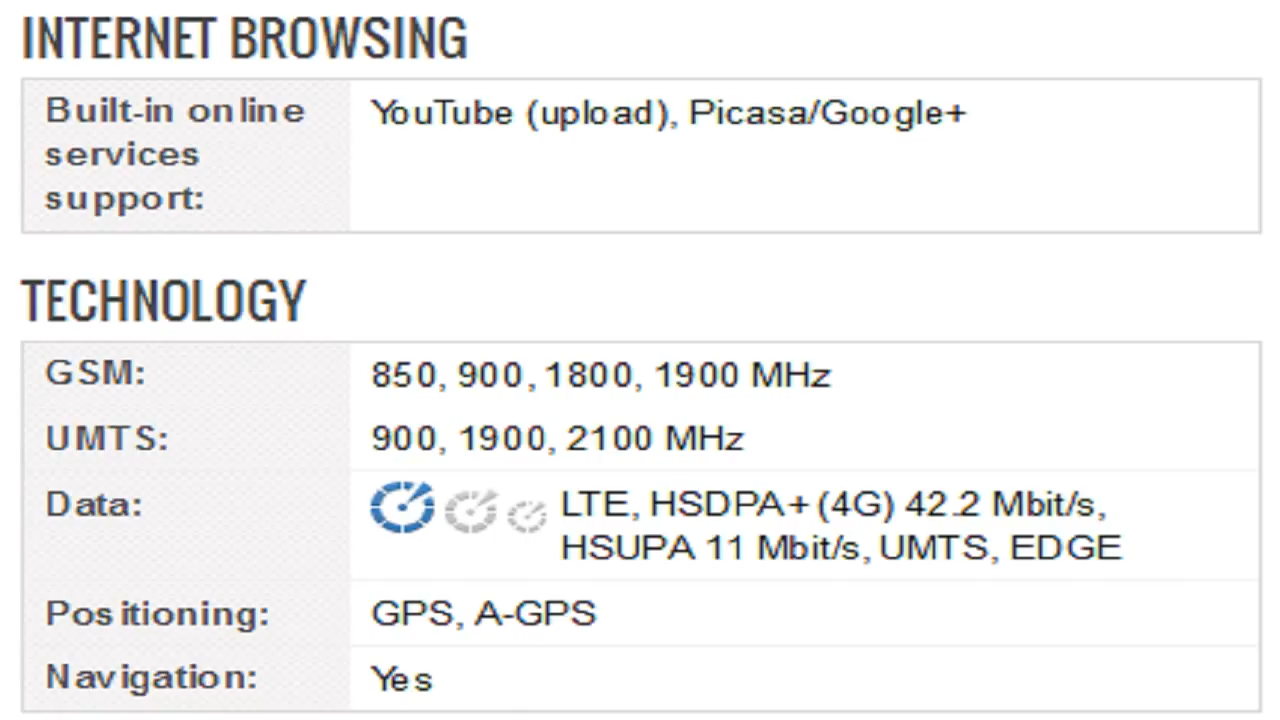 INTERNET BROWSING
Built-in online services support: YouTube (upload), Picasa/Google+
TECHNOLOGY
GSM: 850, 900, 1800, 1900 MHz
UMTS: 900, 1900, 2100 MHz
Data: LTE, HSDPA+ (4G) 42.2 Mbit/s,
HSUPA 11 Mbit/s, UMTS, EDGE
Positioning: GPS, A-GPS
Navigation: Yes